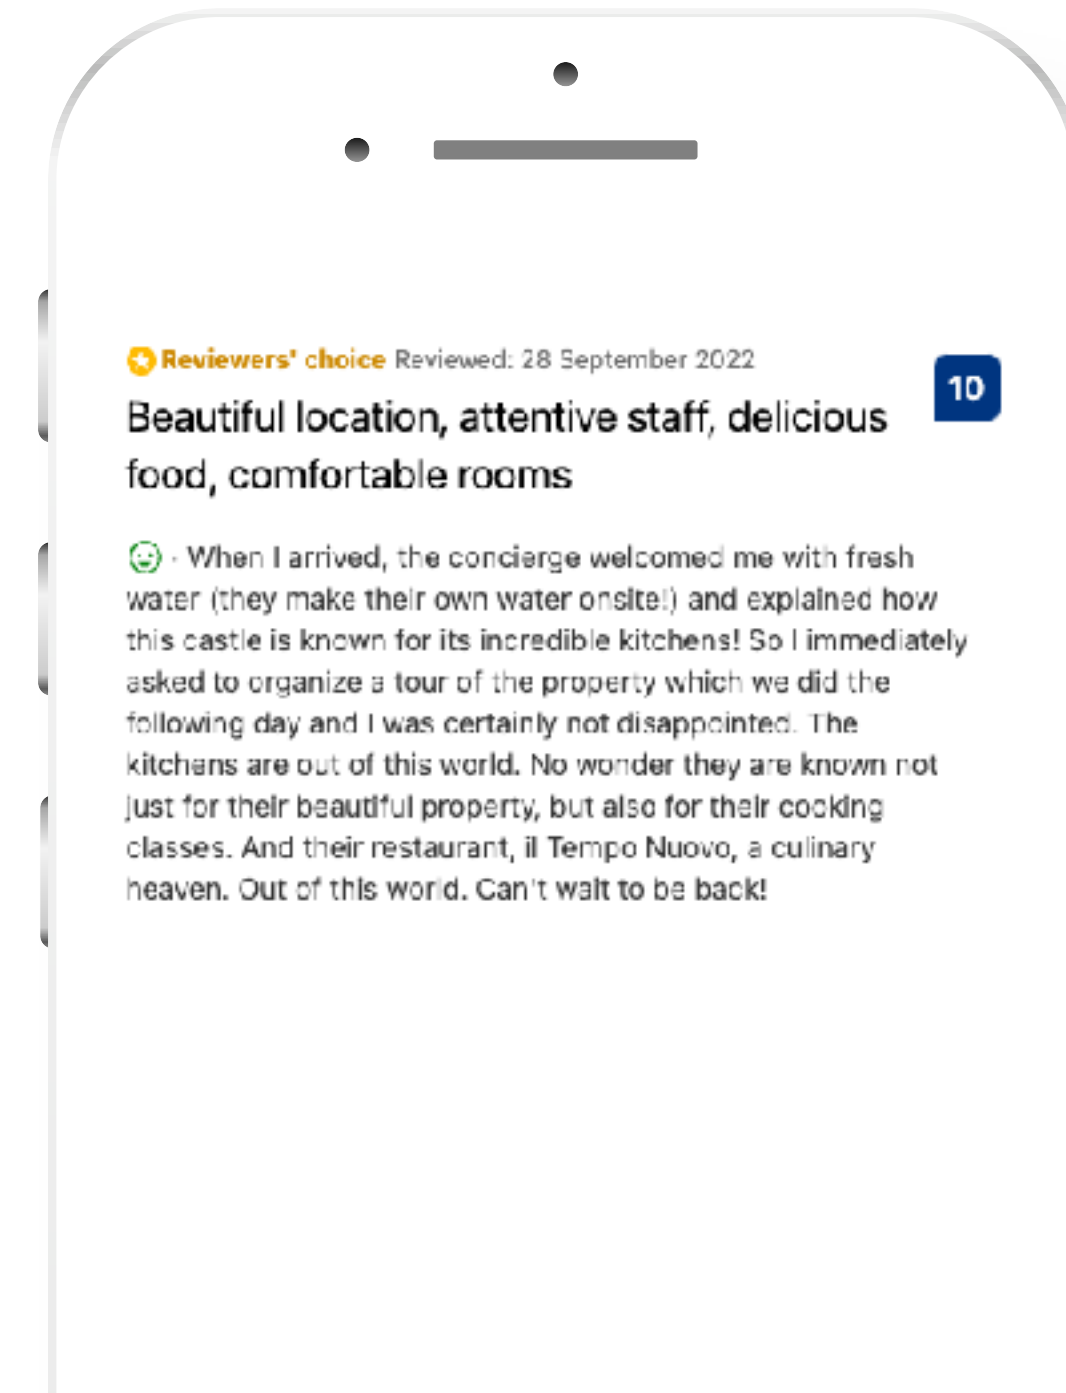 Reviewers' choice Reviewed: 28 September 2022
10
Beautiful location, attentive staff, delicious
food, comfortable rooms
· When I arrived, the concierge welcomed me with fresh
water (they make their own water onsite!) and explained how
this castle is known for its incredible kitchens! So I immediately
asked to organize a tour of the property which we did the
following day and I was certainly not disappointed. The
kitchens are out of this world. No wonder they are known not
just for their beautiful property, but also for their cooking
classes. And their restaurant, il Tempo Nuovo, a culinary
heaven. Out of this world. Can't wait to be back!